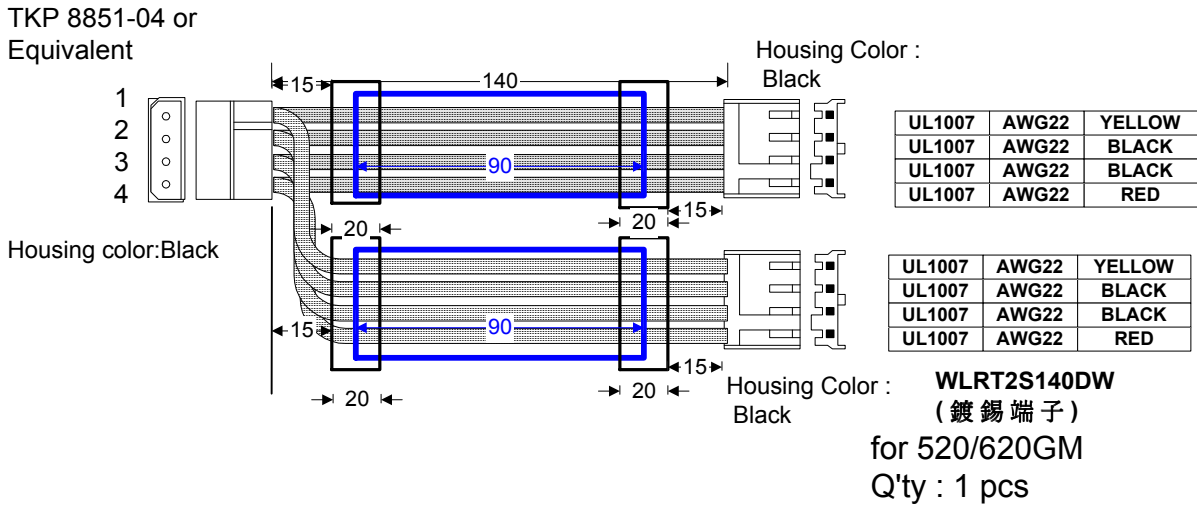 TKP 8851-04 or
Equivalent
Housing Color :
Black
15
140
1
2
3
4
90
UL1007 AWG22 YELLOW
UL1007 AWG22 BLACK
UL1007 AWG22 BLACK
UL1007 AWG22 RED
15
20
20
Housing color:Black
UL1007 AWG22 YELLOW
UL1007 AWG22 BLACK
UL1007 AWG22 BLACK
UL1007 AWG22 RED
15
90
15
20
20
Housing Color :
Black
WLRT2S140DW
(鍍錫端子)
for 520/620GM
Q'ty : 1 pcs